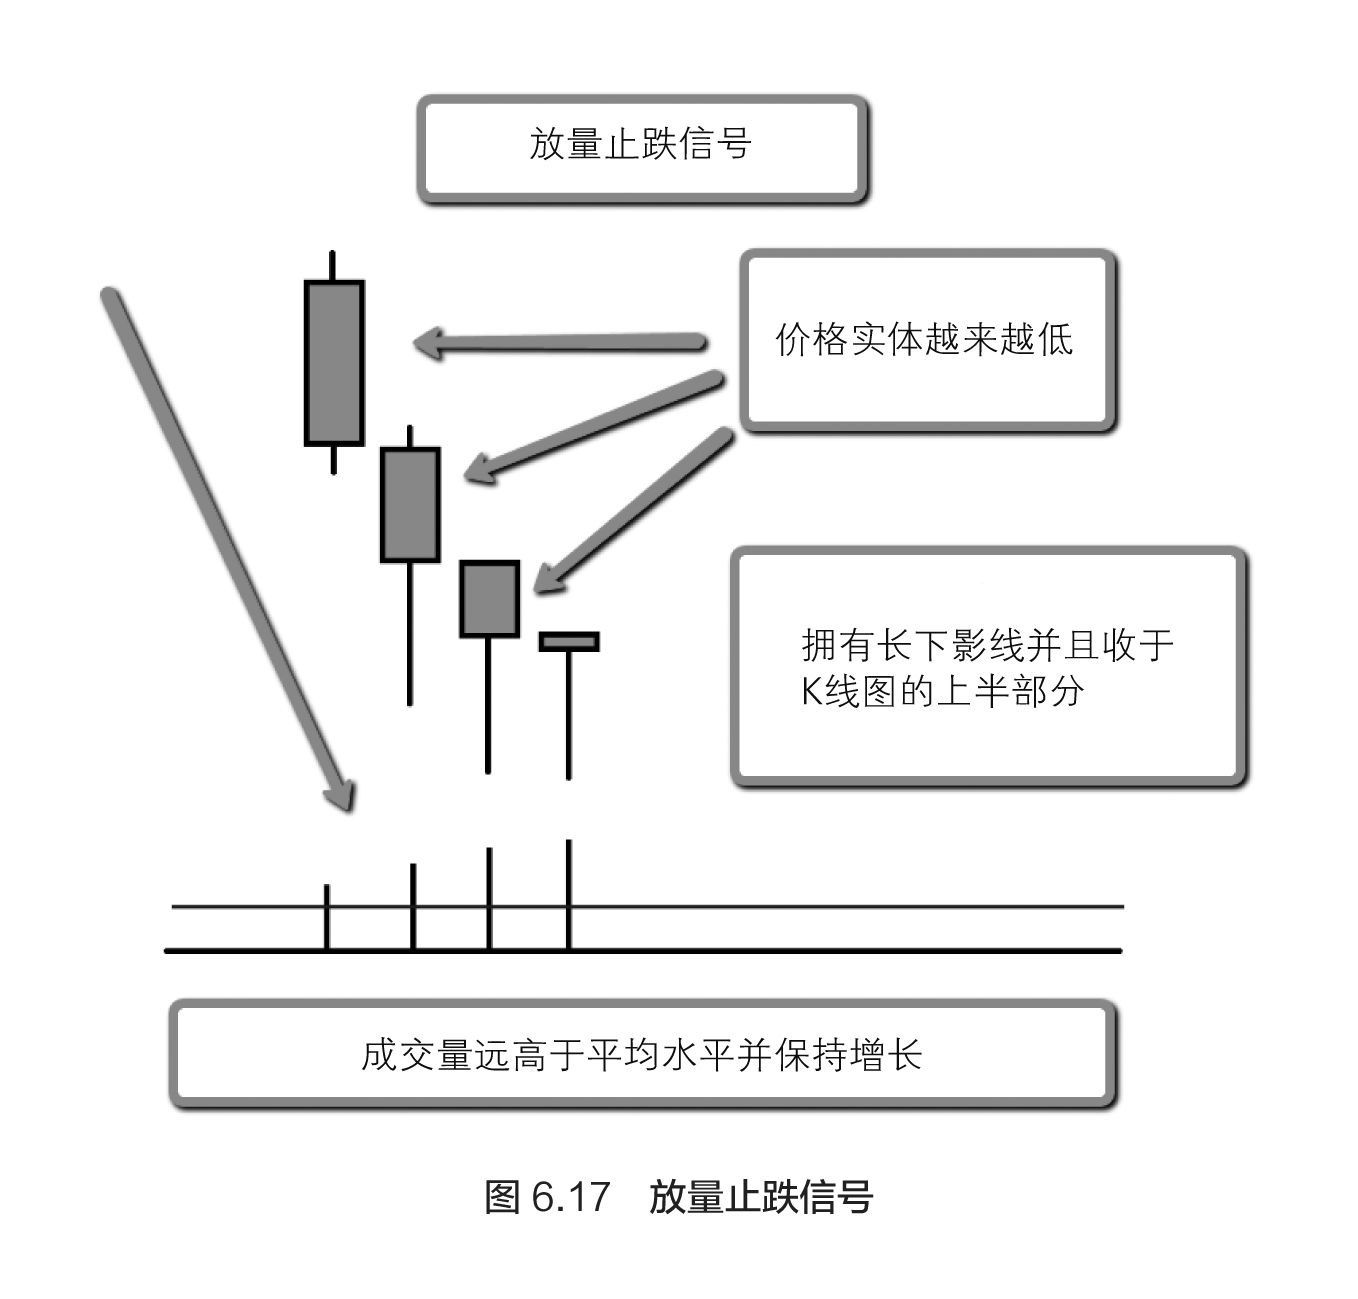 放量止跌信号
价格实体越来越低
拥有长下影线并且收于
K线图的上半部分
成交量远高于平均水平并保持增长
图 6.17 放量止跌信号